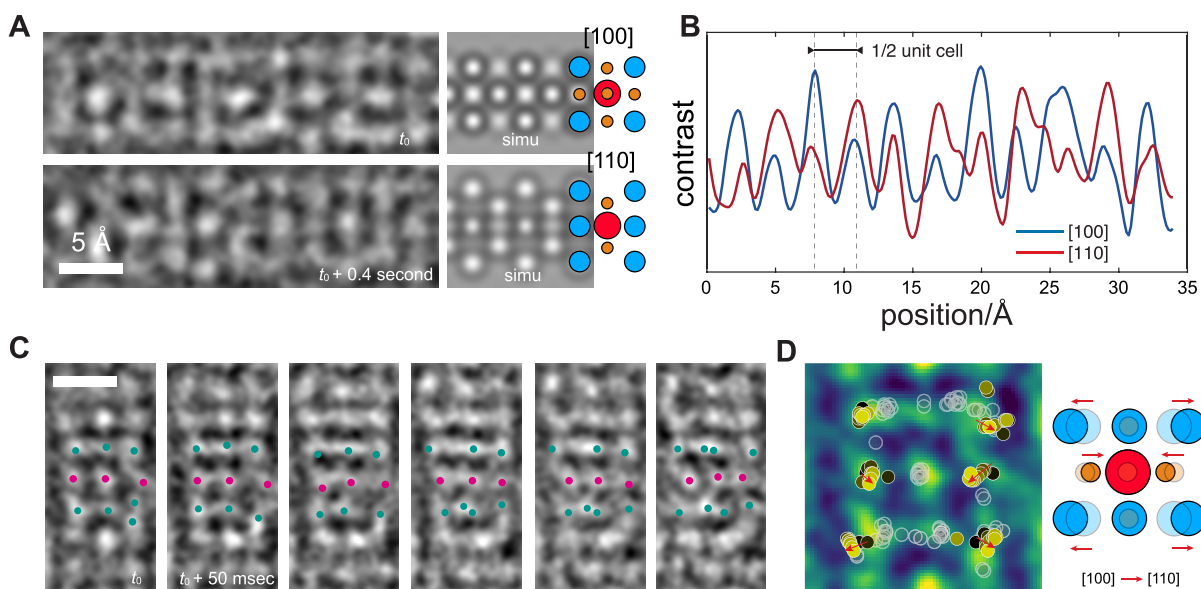 A
[100]
t0
simu
[110]
5 Å
t0 + 0.4 second
simu
B
1/2 unit cell
contrast
[100]
[110]
0 5 10 15 20 25 30 35
position/Å
C
t0
t0 + 50 msec
D
[100] → [110]